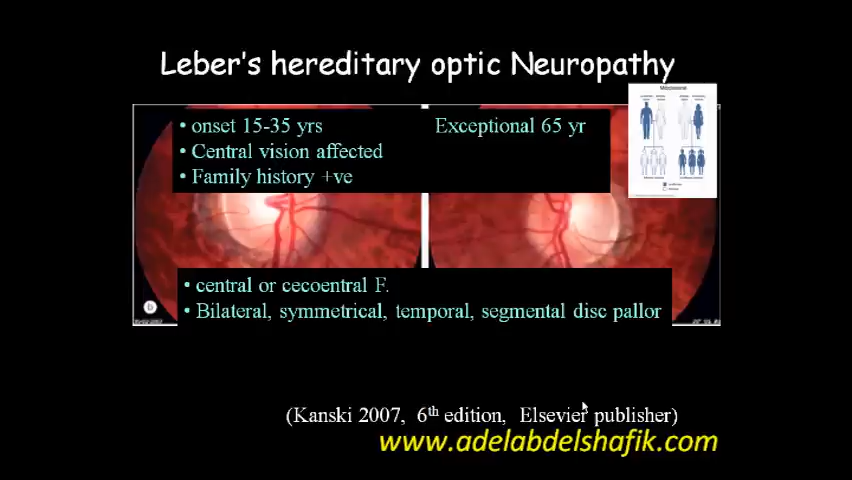 Leber's hereditary optic Neuropathy
Mitochondrial
• onset 15-35 yrs Exceptional 65 yr
• Central vision affected
• Family history +ve
• central or cecoentral F.
• Bilateral, symmetrical, temporal, segmental disc pallor
b
(Kanski 2007, 6th edition, Elsevier publisher)
www.adelabdelshafik.com